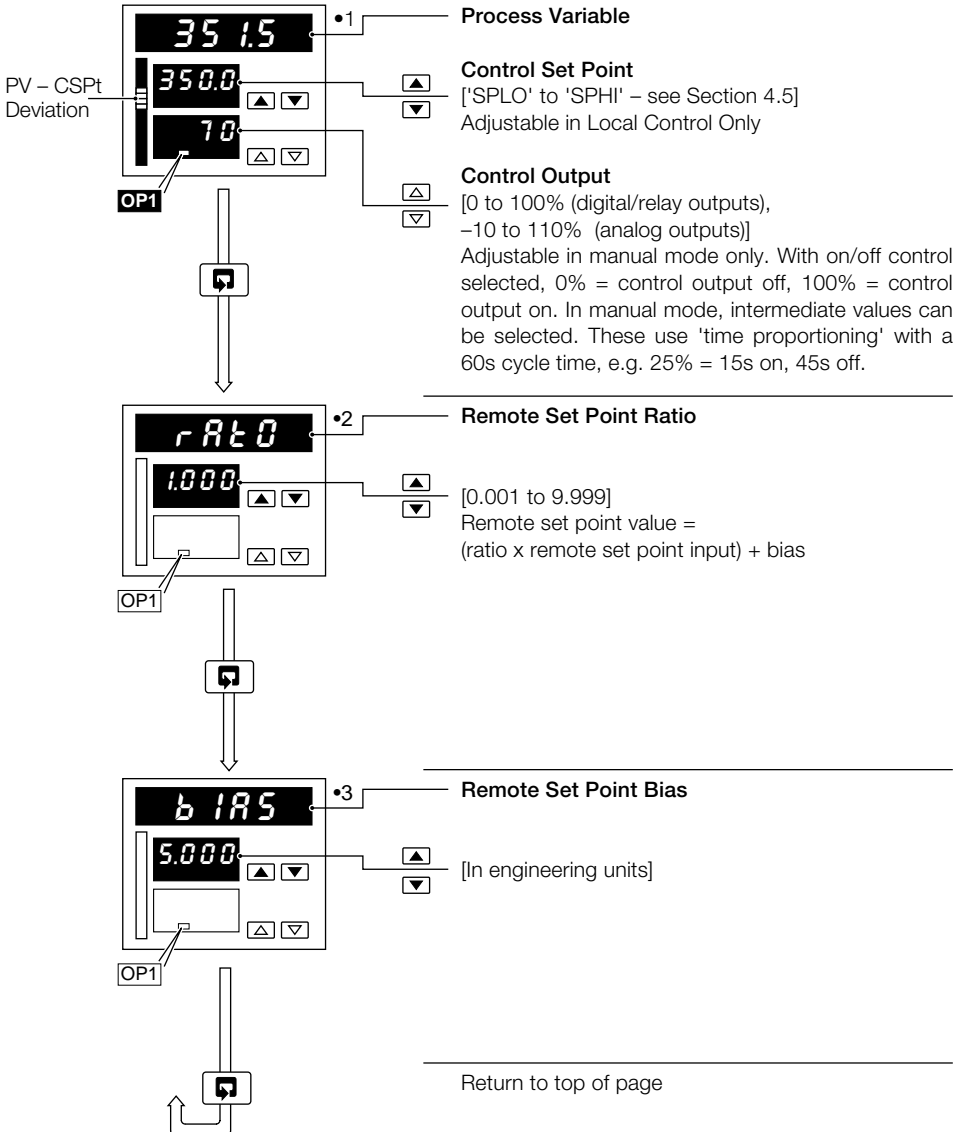 351.5
•1
Process Variable
PV – CSPt
Deviation
350.0
Control Set Point
['SPLO' to 'SPHI' – see Section 4.5]
Adjustable in Local Control Only
70
OP1
Control Output
[0 to 100% (digital/relay outputs),
–10 to 110% (analog outputs)]
Adjustable in manual mode only. With on/off control
selected, 0% = control output off, 100% = control
output on. In manual mode, intermediate values can
be selected. These use 'time proportioning' with a
60s cycle time, e.g. 25% = 15s on, 45s off.
rAtO
•2
Remote Set Point Ratio
1.000
[0.001 to 9.999]
Remote set point value =
(ratio x remote set point input) + bias
OP1
bIAS
•3
Remote Set Point Bias
5.000
[In engineering units]
OP1
Return to top of page